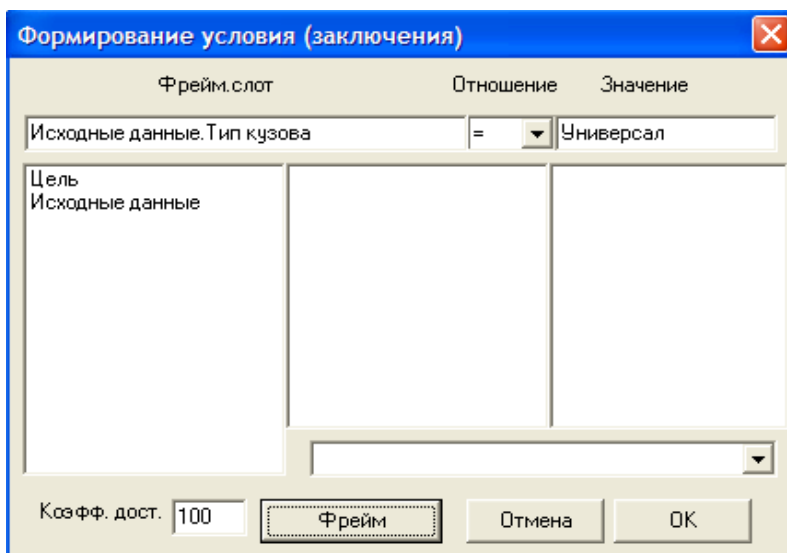 Формирование условия (заключения)
Фрейм.слот Отношение Значение
Исходные данные.Тип кузова = Универсал
Цель
Исходные данные
Коэфф. дост. 100 Фрейм Отмена OK